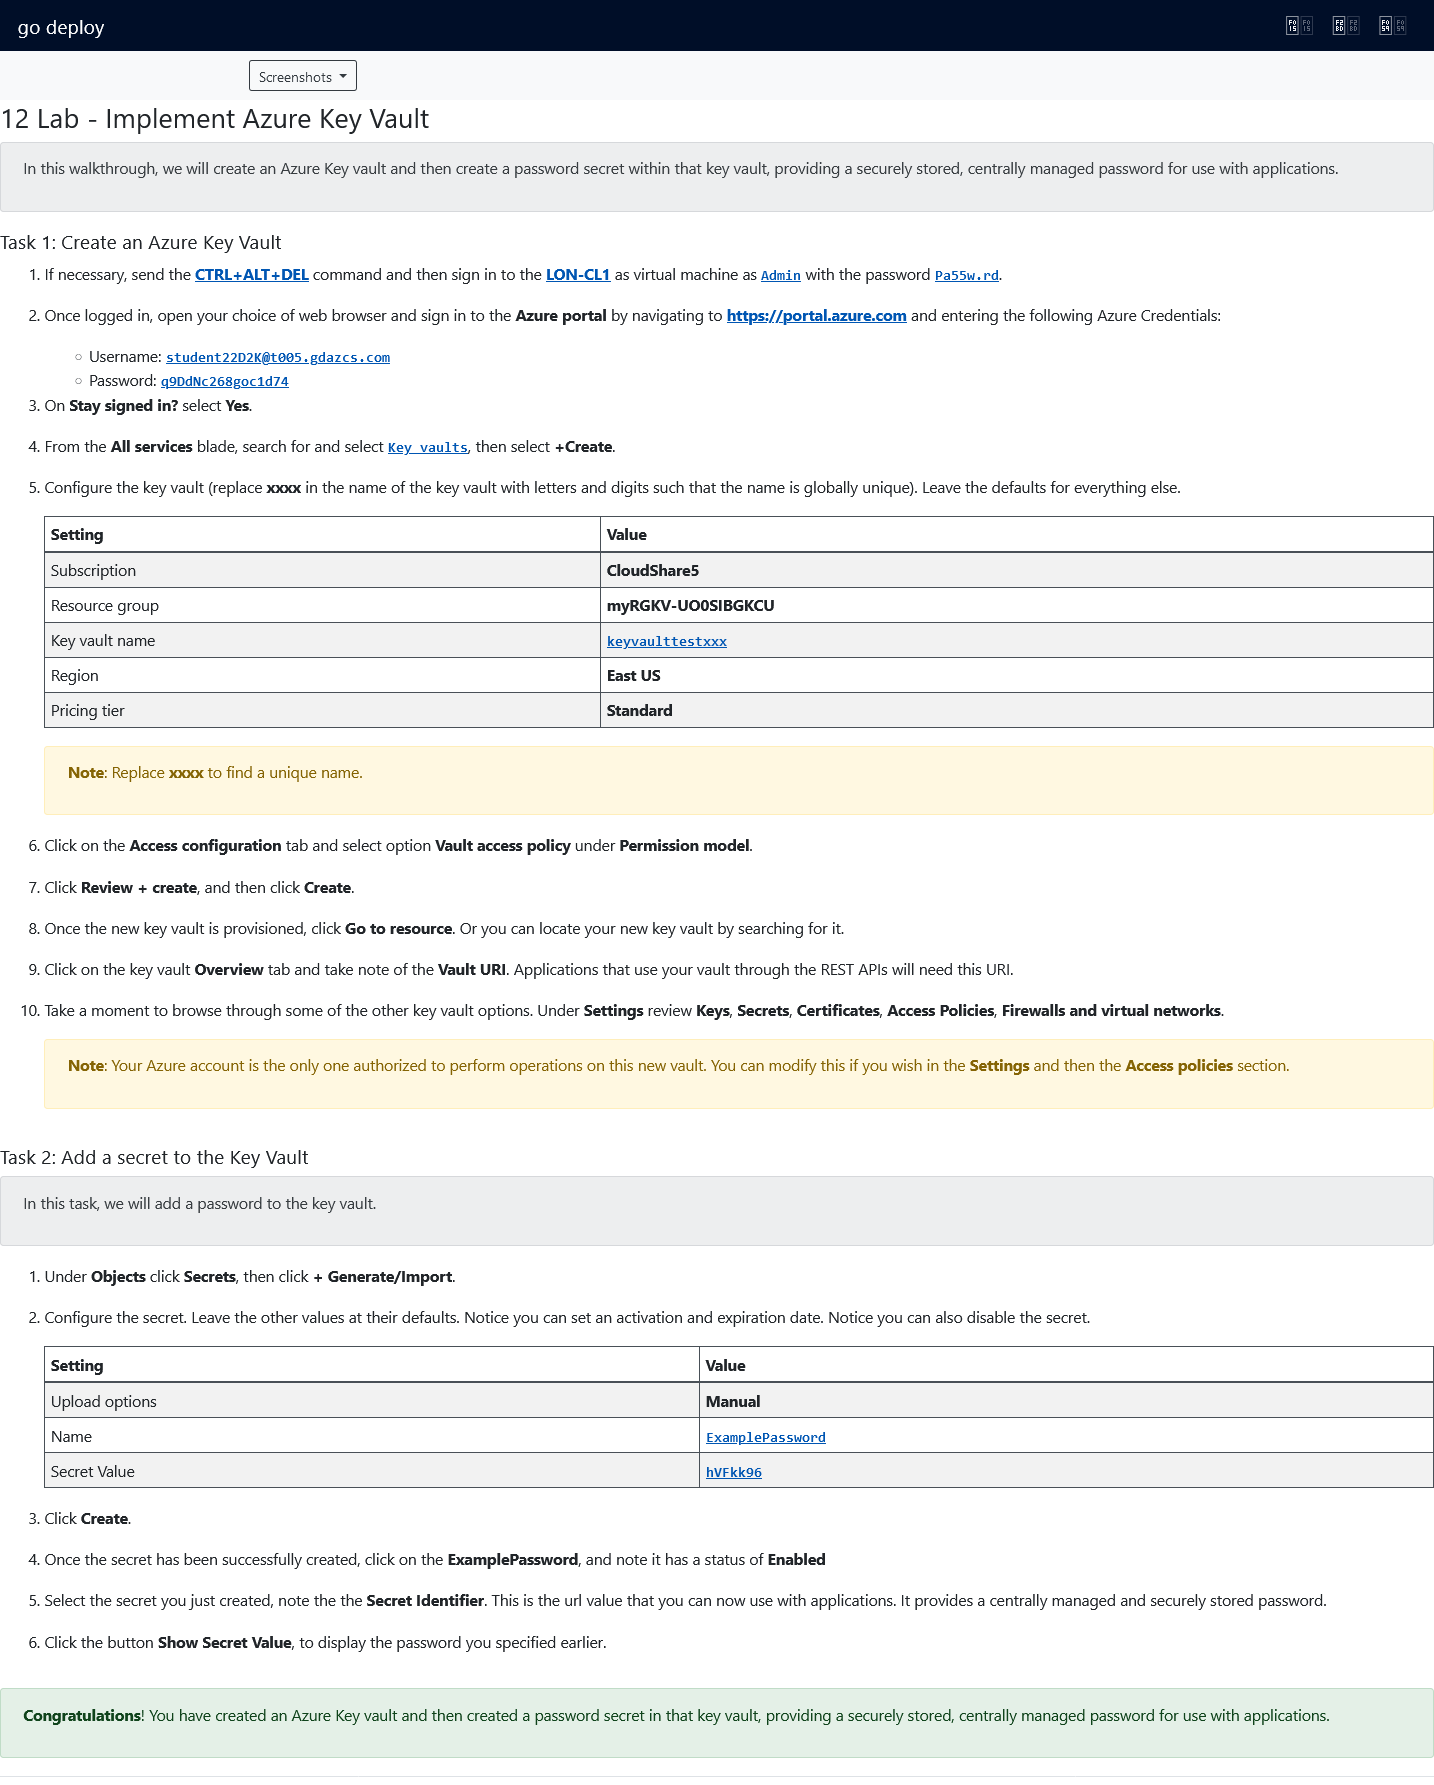 go deploy
Screenshots
12 Lab - Implement Azure Key Vault
In this walkthrough, we will create an Azure Key vault and then create a password secret within that key vault, providing a securely stored, centrally managed password for use with applications.
Task 1: Create an Azure Key Vault
1. If necessary, send the CTRL+ALT+DEL command and then sign in to the LON-CL1 as virtual machine as Admin with the password Pa55w.rd.
2. Once logged in, open your choice of web browser and sign in to the Azure portal by navigating to https://portal.azure.com and entering the following Azure Credentials:
○ Username: student22D2K@t005.gdazcs.com
○ Password: q9DdNc268goc1d74
3. On Stay signed in? select Yes.
4. From the All services blade, search for and select Key vaults, then select +Create.
5. Configure the key vault (replace xxxx in the name of the key vault with letters and digits such that the name is globally unique). Leave the defaults for everything else.
Setting Value
Subscription CloudShare5
Resource group myRGKV-UO0SIBGKCU
Key vault name keyvaulttestxxx
Region East US
Pricing tier Standard
Note: Replace xxxx to find a unique name.
6. Click on the Access configuration tab and select option Vault access policy under Permission model.
7. Click Review + create, and then click Create.
8. Once the new key vault is provisioned, click Go to resource. Or you can locate your new key vault by searching for it.
9. Click on the key vault Overview tab and take note of the Vault URI. Applications that use your vault through the REST APIs will need this URI.
10. Take a moment to browse through some of the other key vault options. Under Settings review Keys, Secrets, Certificates, Access Policies, Firewalls and virtual networks.
Note: Your Azure account is the only one authorized to perform operations on this new vault. You can modify this if you wish in the Settings and then the Access policies section.
Task 2: Add a secret to the Key Vault
In this task, we will add a password to the key vault.
1. Under Objects click Secrets, then click + Generate/Import.
2. Configure the secret. Leave the other values at their defaults. Notice you can set an activation and expiration date. Notice you can also disable the secret.
Setting Value
Upload options Manual
Name ExamplePassword
Secret Value hVFkk96
3. Click Create.
4. Once the secret has been successfully created, click on the ExamplePassword, and note it has a status of Enabled
5. Select the secret you just created, note the the Secret Identifier. This is the url value that you can now use with applications. It provides a centrally managed and securely stored password.
6. Click the button Show Secret Value, to display the password you specified earlier.
Congratulations! You have created an Azure Key vault and then created a password secret in that key vault, providing a securely stored, centrally managed password for use with applications.